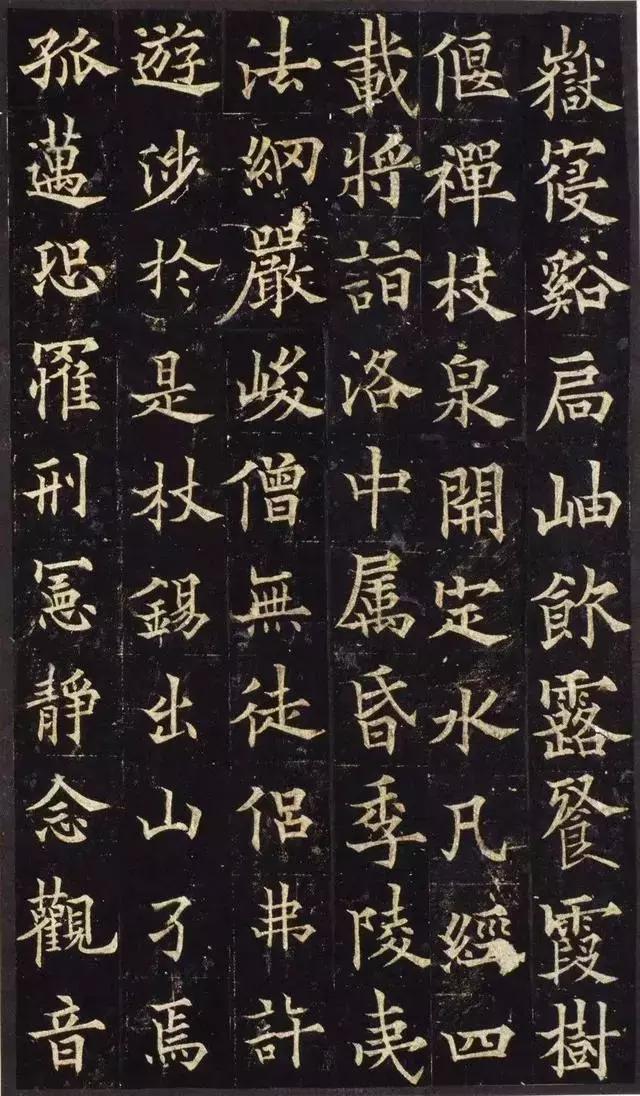 嶽寑谿扃岫飲露飡霞樹
偃禪枝泉開定水凡經四
載將詣洛中属昏季陵夷
法綱嚴峻僧無徒侶弗許
遊涉於是杖錫出山孑焉
孤邁恐罹刑憲靜念觀音